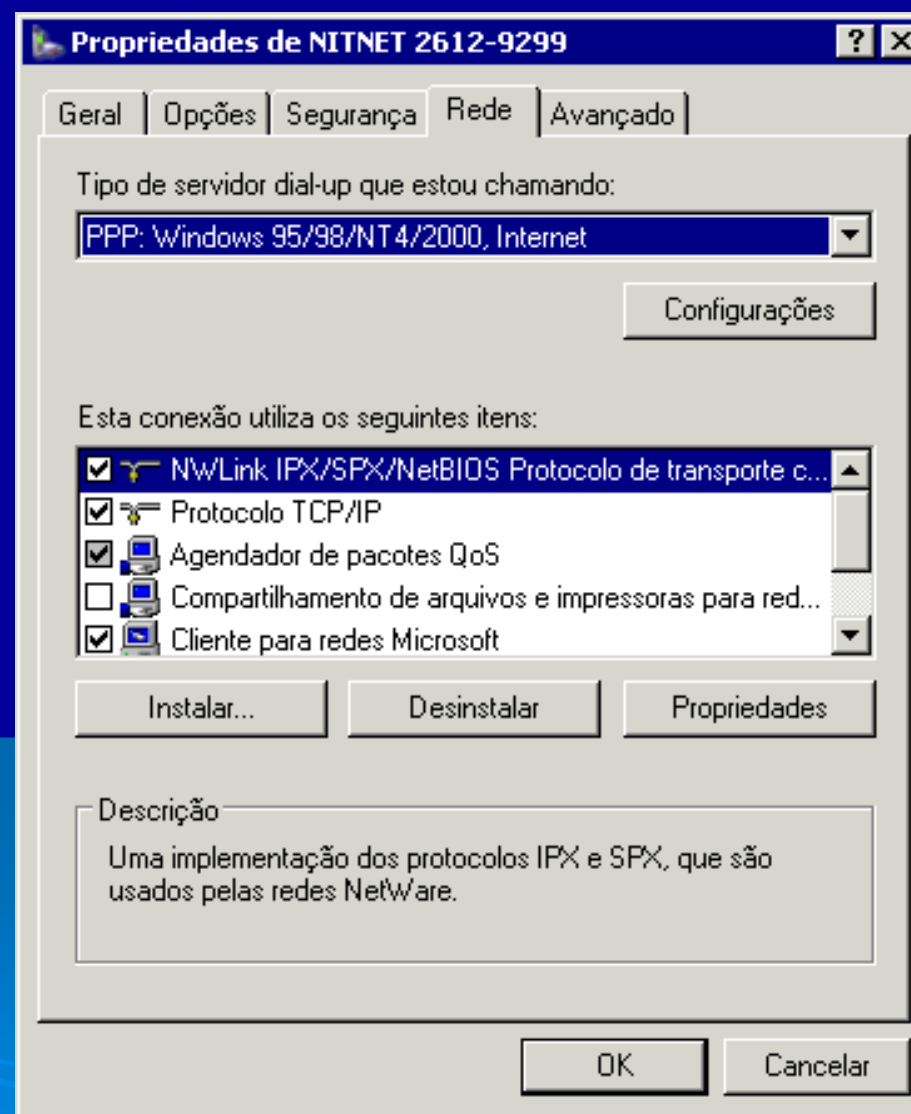 Propriedades de NITNET 2612-9299
Geral Opções Segurança Rede Avançado
Tipo de servidor dial-up que estou chamando:
PPP: Windows 95/98/NT4/2000, Internet
Configurações
Esta conexão utiliza os seguintes itens:
NWLink IPX/SPX/NetBIOS Protocolo de transporte c...
Protocolo TCP/IP
Agendador de pacotes QoS
Compartilhamento de arquivos e impressoras para red...
Cliente para redes Microsoft
Instalar... Desinstalar Propriedades
Descrição
Uma implementação dos protocolos IPX e SPX, que são
usados pelas redes NetWare.
OK Cancelar